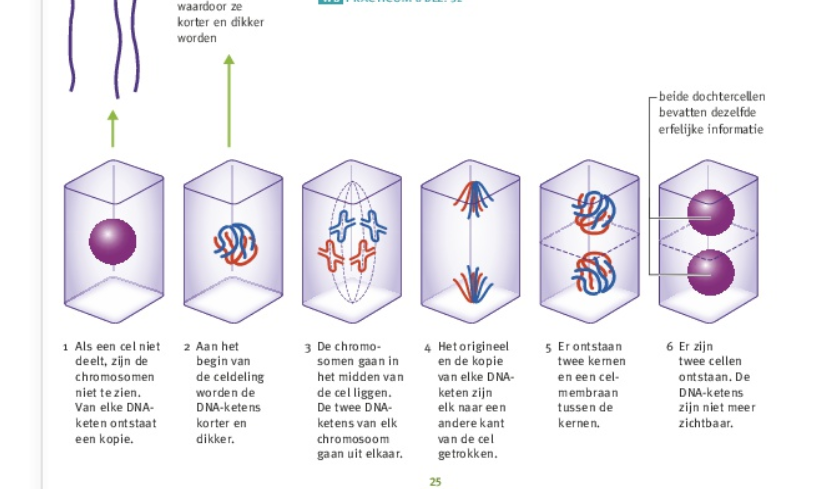 waardoor ze
korter en dikker
worden
beide dochtercellen
bevatten dezelfde
erfelijke informatie
1 Als een cel niet
deelt, zijn de
chromosomen
niet te zien.
Van elke DNA-
keten ontstaat
een kopie.
2 Aan het
begin van
de celdeling
worden de
DNA-ketens
korter en
dikker.
3 De chromo-
somen gaan in
het midden van
de cel liggen.
De twee DNA-
ketens van elk
chromosoom
gaan uit elkaar.
4 Het origineel
en de kopie
van elke DNA-
keten zijn
elk naar een
andere kant
van de cel
getrokken.
5 Er ontstaan
twee kernen
en een cel-
membraan
tussen de
kernen.
6 Er zijn
twee cellen
ontstaan. De
DNA-ketens
zijn niet meer
zichtbaar.
25